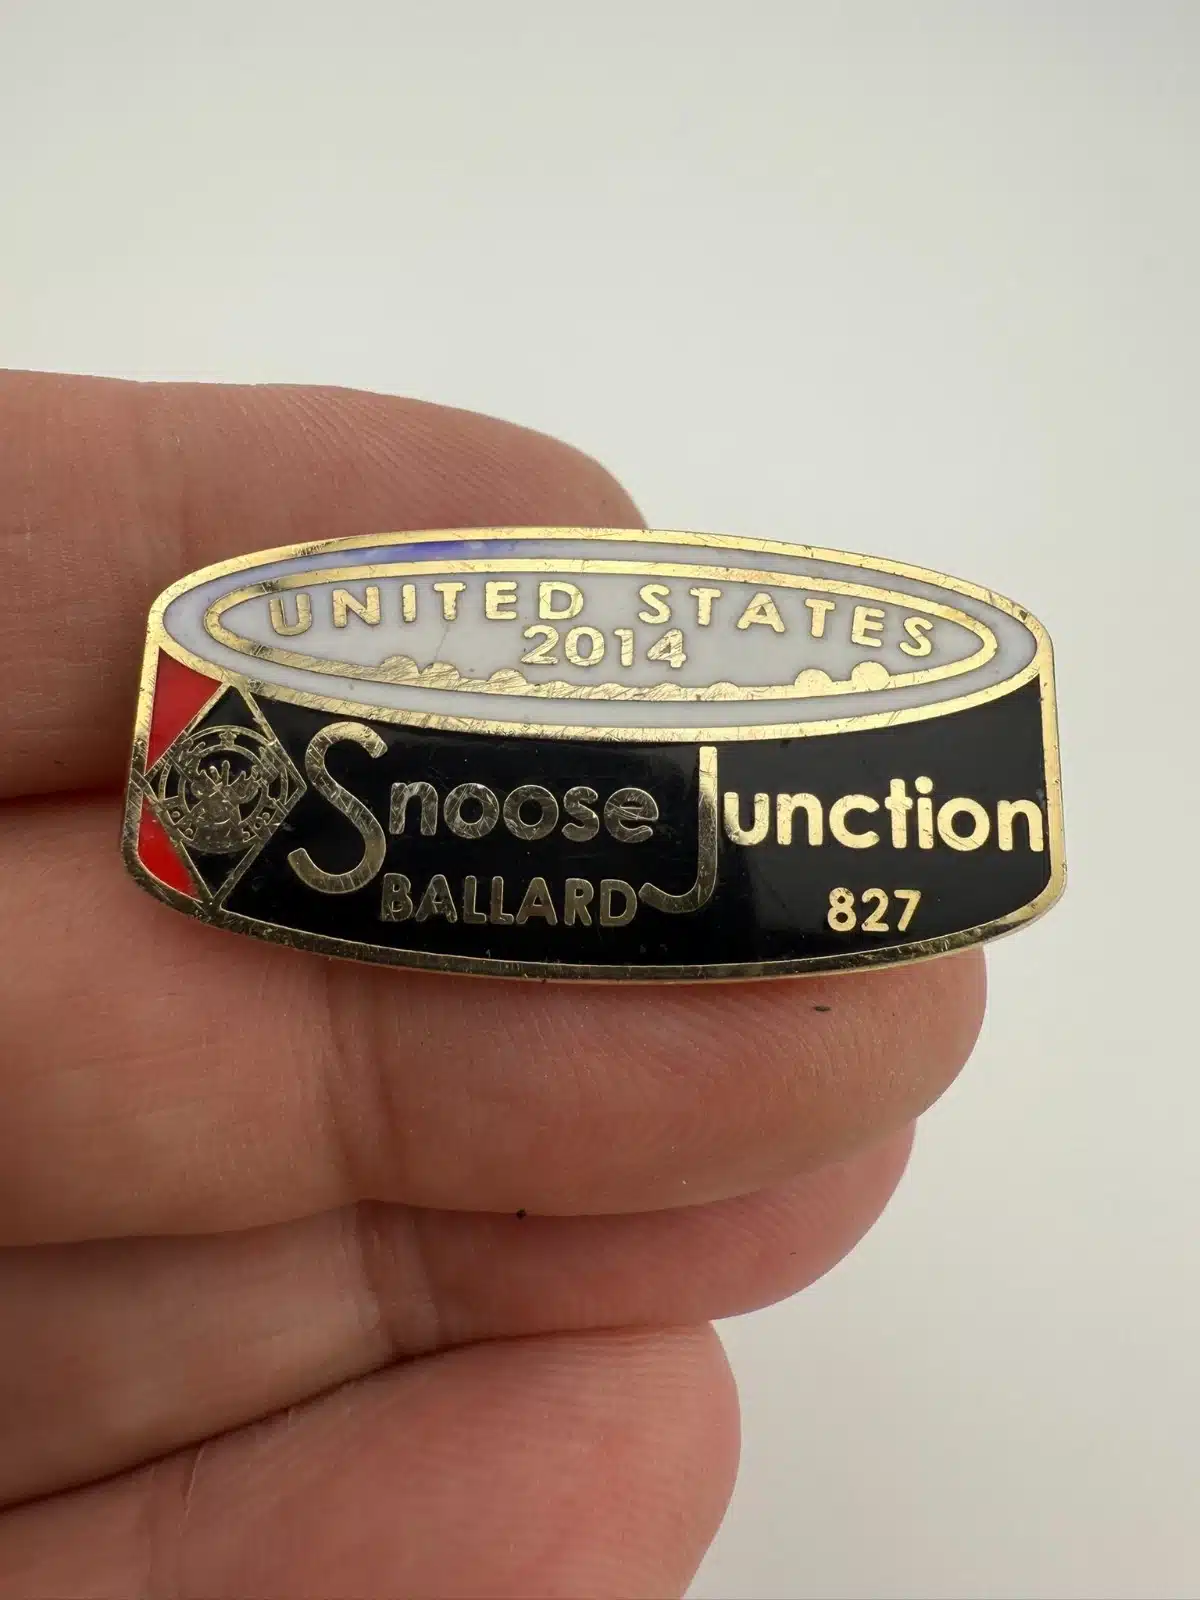 UNITED STATES
2014
Snoose Junction
BALLARD 827